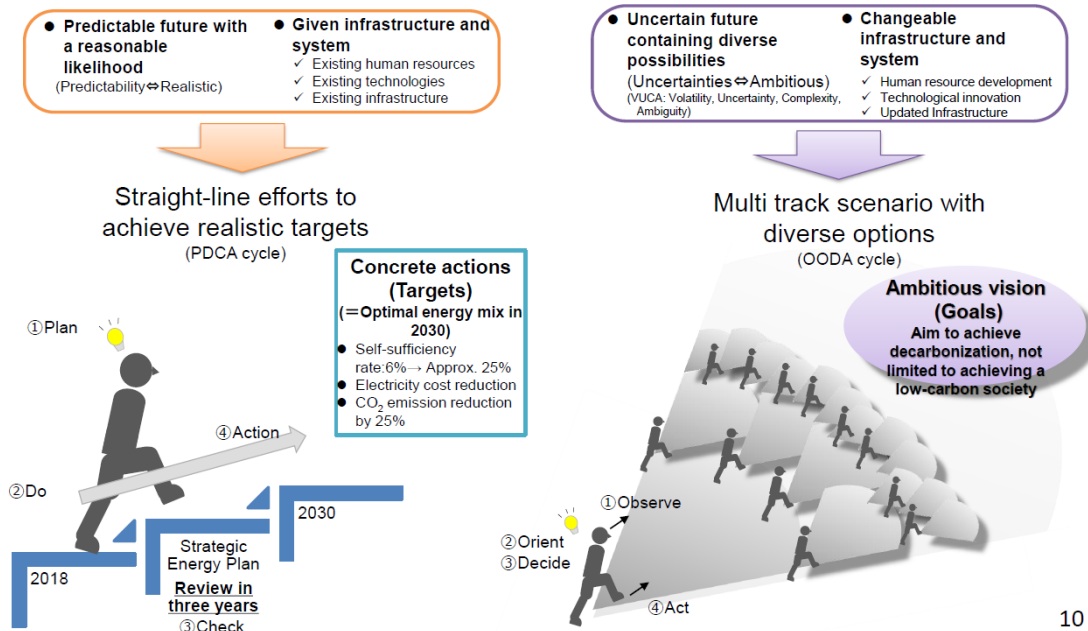 ● Predictable future with
a reasonable
likelihood
(Predictability⇔Realistic)
● Given infrastructure and
system
✓ Existing human resources
✓ Existing technologies
✓ Existing infrastructure
● Uncertain future
containing diverse
possibilities
(Uncertainties⇔Ambitious)
(VUCA: Volatility, Uncertainty, Complexity,
Ambiguity)
● Changeable
infrastructure and
system
✓ Human resource development
✓ Technological innovation
✓ Updated Infrastructure
Straight-line efforts to
achieve realistic targets
(PDCA cycle)
Concrete actions
(Targets)
(＝Optimal energy mix in
2030)
● Self-sufficiency
rate:6%→ Approx. 25%
● Electricity cost reduction
● CO₂ emission reduction
by 25%
①Plan
④Action
②Do
2018
Strategic
Energy Plan
Review in
three years
③Check
2030
Multi track scenario with
diverse options
(OODA cycle)
Ambitious vision
(Goals)
Aim to achieve
decarbonization, not
limited to achieving a
low-carbon society
①Observe
②Orient
③Decide
④Act
10